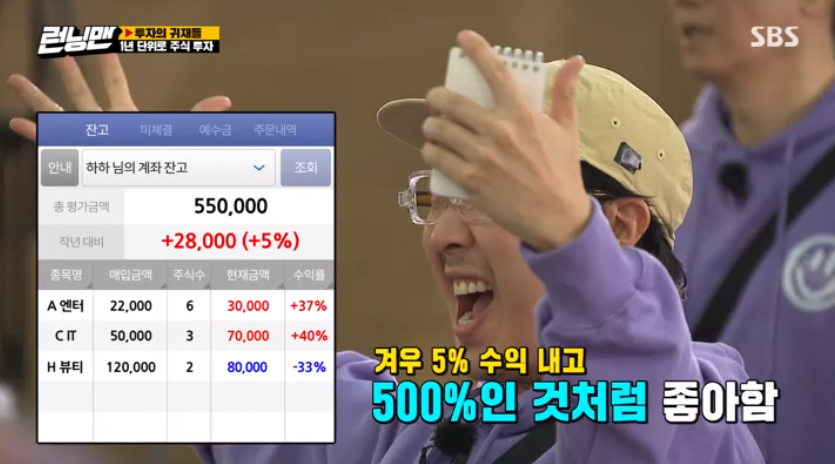 런닝맨
▶투자의 귀재들
1년 단위로 주식 투자
SBS
잔고 미체결 예수금 주문내역
안내 하하 님의 계좌 잔고 조회
총 평가금액 550,000
작년 대비 +28,000 (+5%)
종목명 매입금액 주식수 현재금액 수익률
A 엔터 22,000 6 30,000 +37%
C IT 50,000 3 70,000 +40%
H 뷰티 120,000 2 80,000 -33%
겨우 5% 수익 내고
500%인 것처럼 좋아함